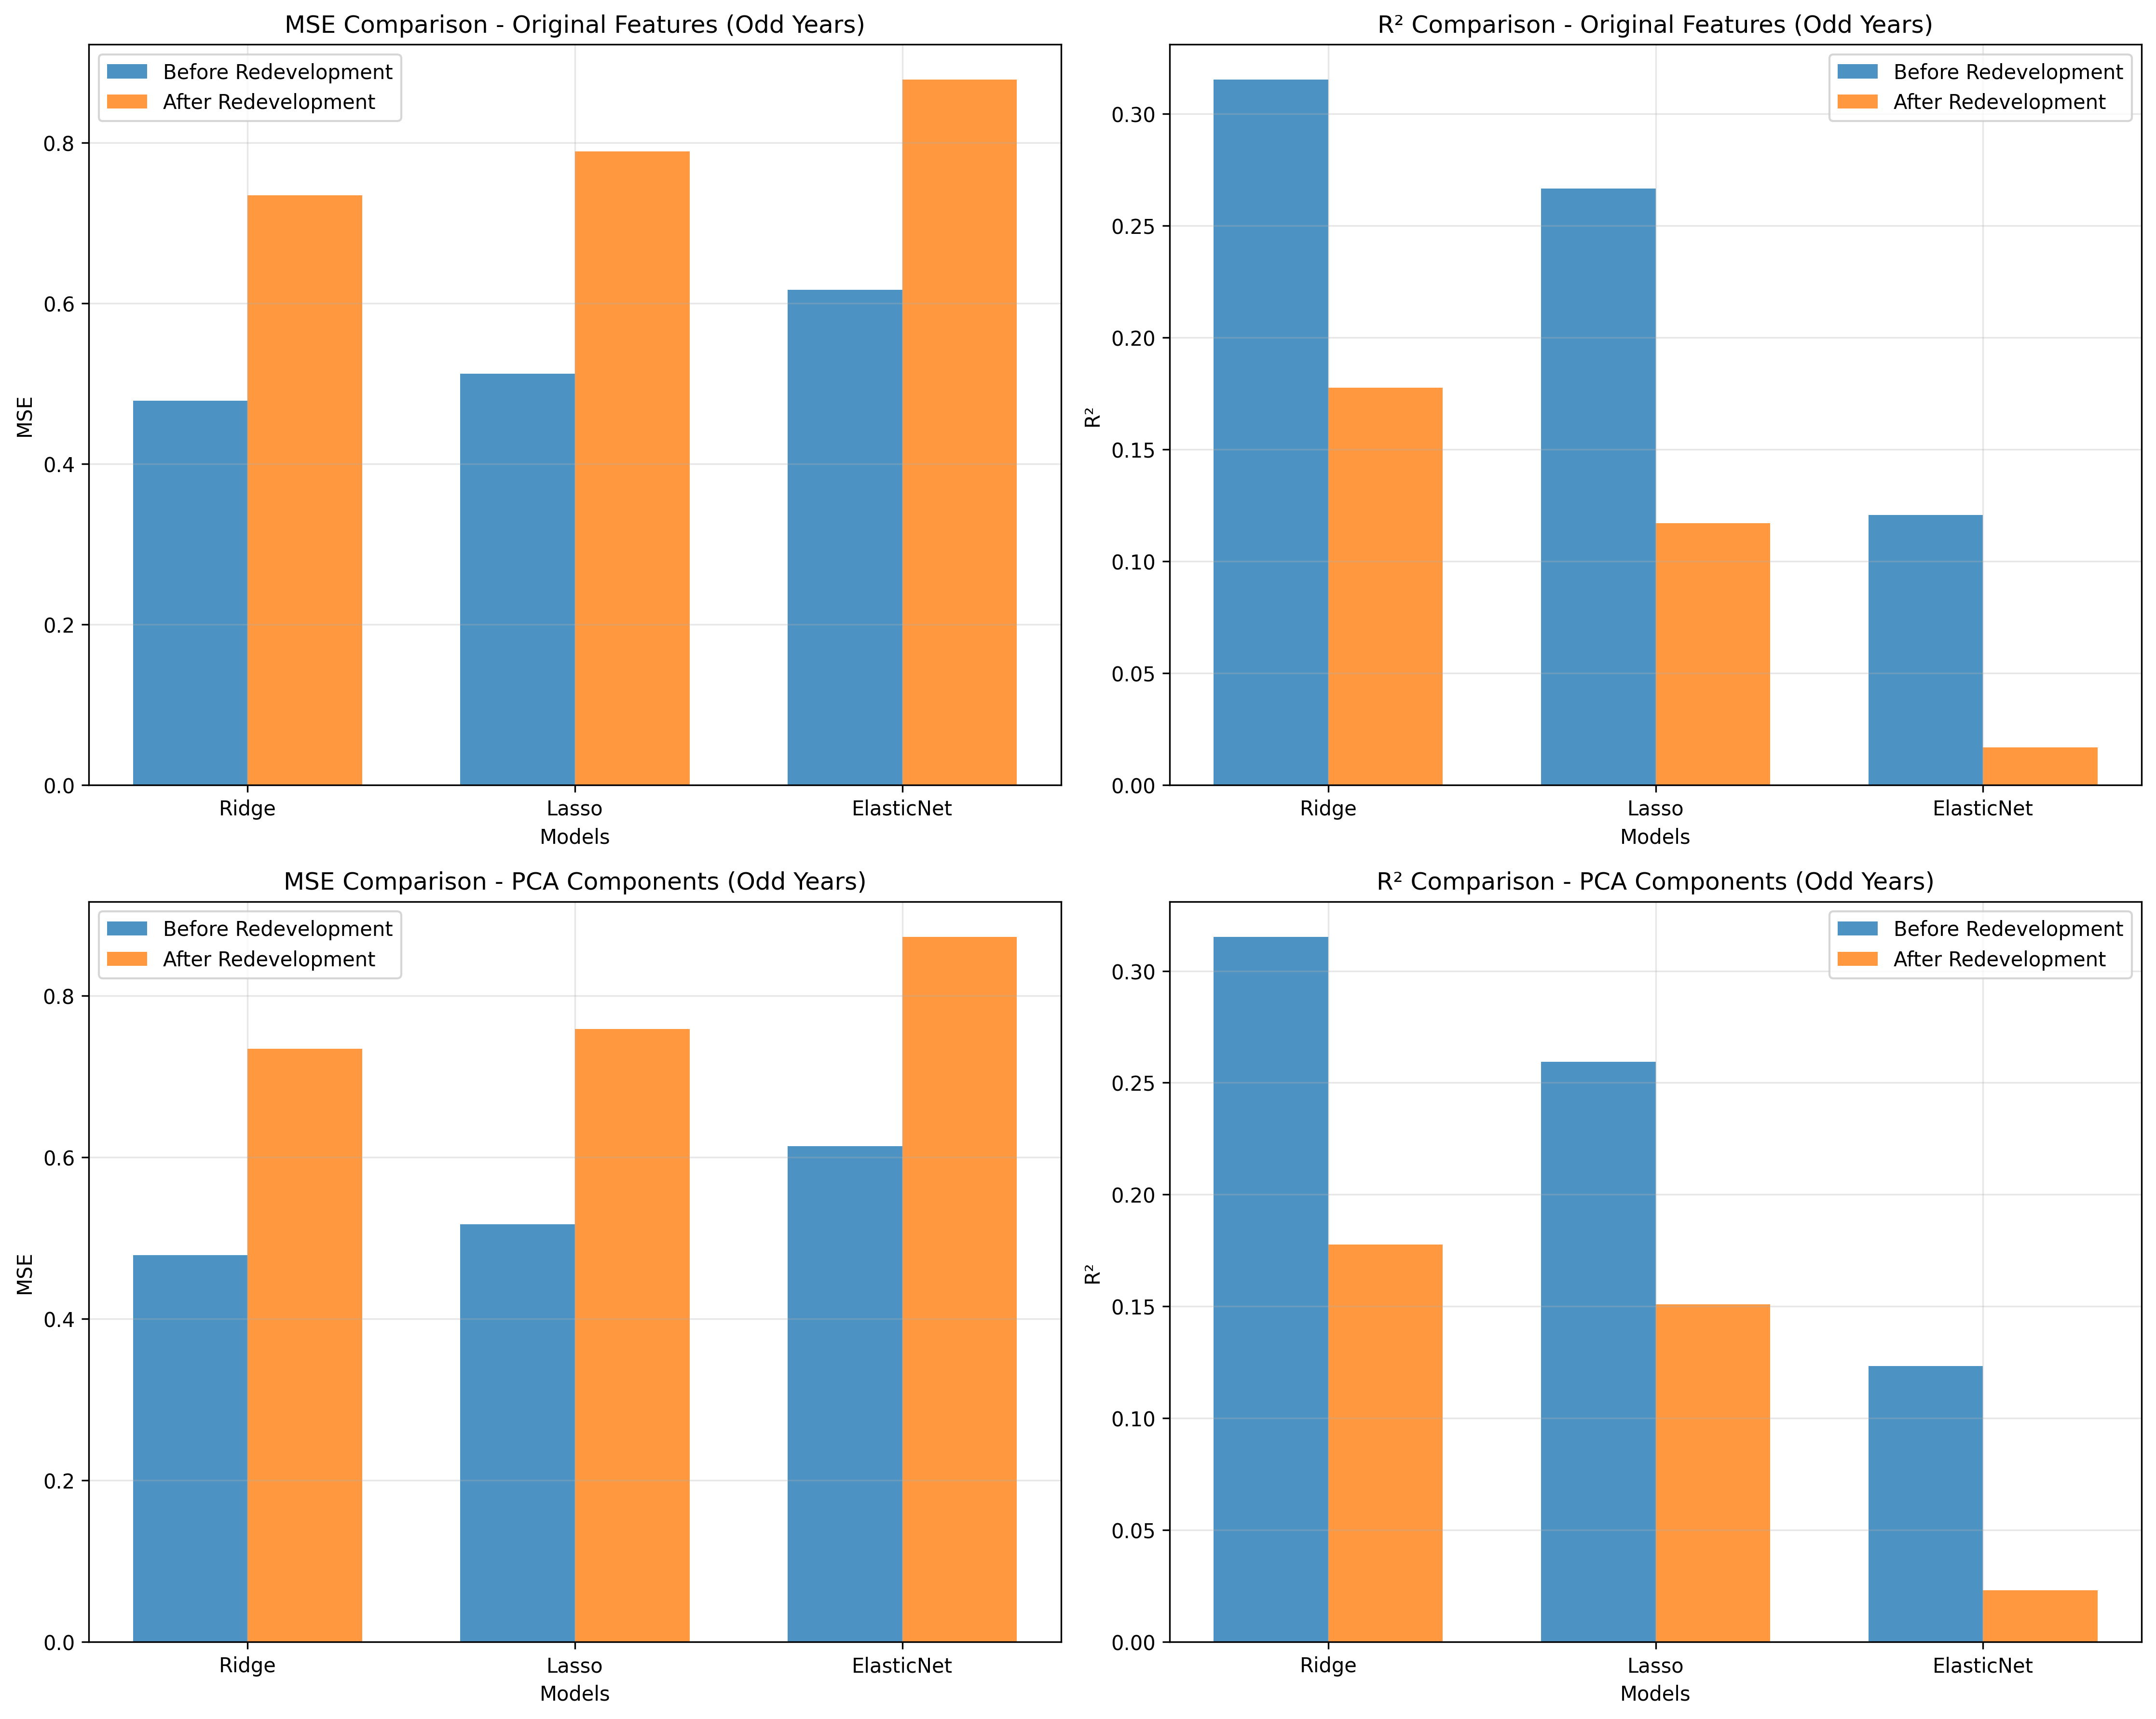 MSE Comparison - Original Features (Odd Years)
Before Redevelopment
After Redevelopment
0.8
0.6
0.4
0.2
0.0
MSE
Ridge Lasso ElasticNet
Models
R² Comparison - Original Features (Odd Years)
Before Redevelopment
After Redevelopment
0.30
0.25
0.20
0.15
0.10
0.05
0.00
R²
Ridge Lasso ElasticNet
Models
MSE Comparison - PCA Components (Odd Years)
Before Redevelopment
After Redevelopment
0.8
0.6
0.4
0.2
0.0
MSE
Ridge Lasso ElasticNet
Models
R² Comparison - PCA Components (Odd Years)
Before Redevelopment
After Redevelopment
0.30
0.25
0.20
0.15
0.10
0.05
0.00
R²
Ridge Lasso ElasticNet
Models